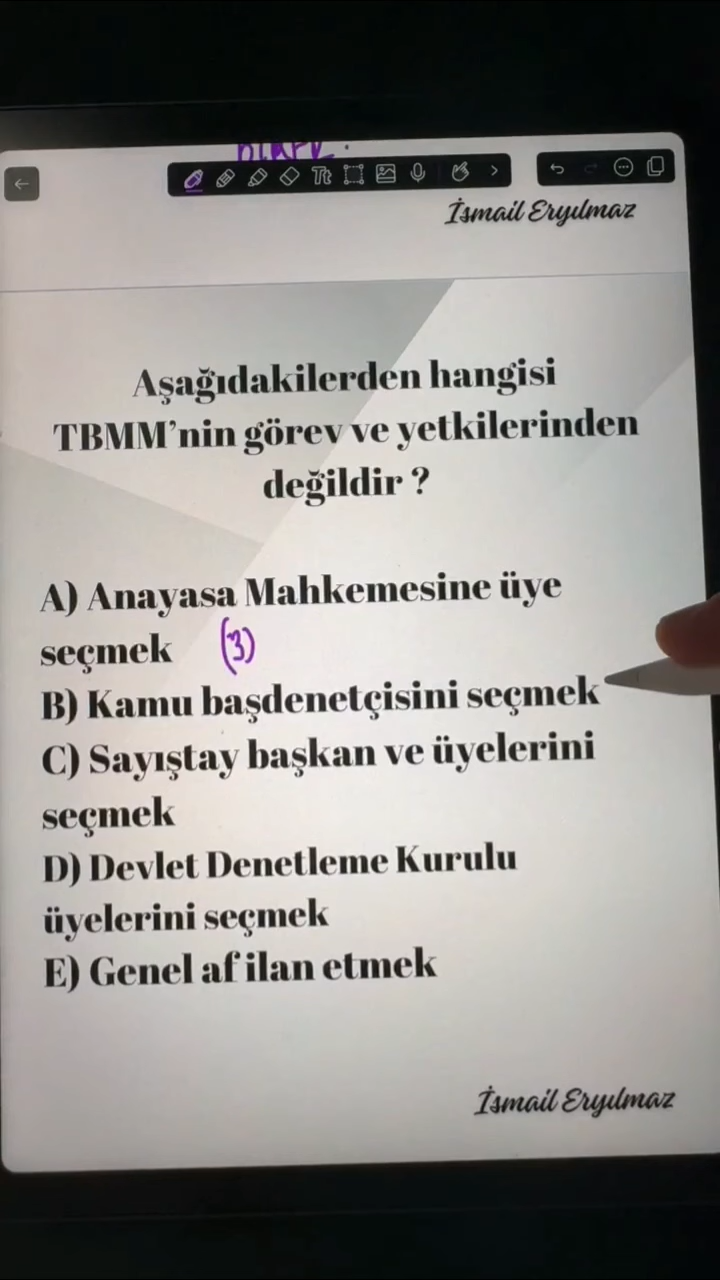 Tt
İsmail Eryılmaz
Aşağıdakilerden hangisi
TBMM'nin görev ve yetkilerinden
değildir ?
A) Anayasa Mahkemesine üye
seçmek (3)
B) Kamu başdenetçisini seçmek
C) Sayıştay başkan ve üyelerini
seçmek
D) Devlet Denetleme Kurulu
üyelerini seçmek
E) Genel af ilan etmek
İsmail Eryılmaz